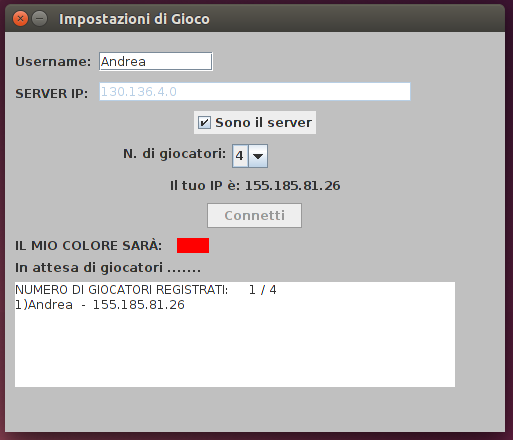 Impostazioni di Gioco
Username: Andrea
SERVER IP: 130.136.4.0
Sono il server
N. di giocatori: 4
Il tuo IP è: 155.185.81.26
Connetti
IL MIO COLORE SARÀ:
In attesa di giocatori .......
NUMERO DI GIOCATORI REGISTRATI: 1 / 4
1)Andrea - 155.185.81.26